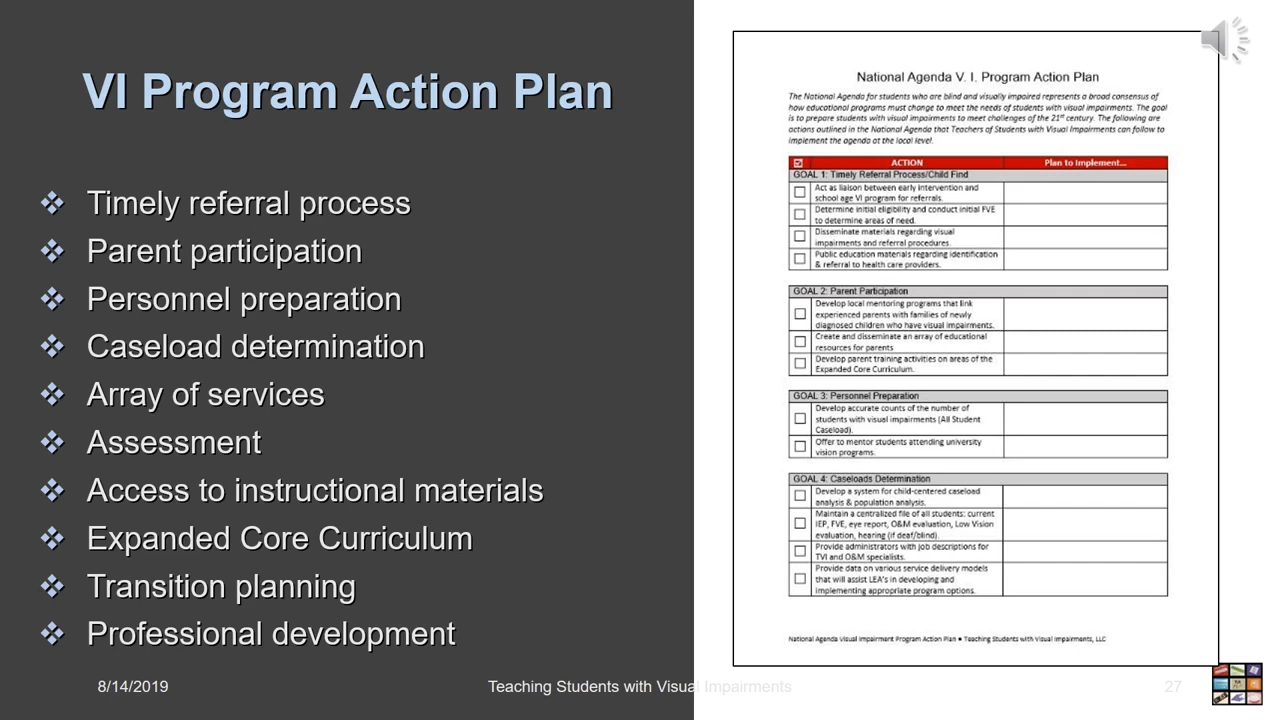 VI Program Action Plan
Timely referral process
Parent participation
Personnel preparation
Caseload determination
Array of services
Assessment
Access to instructional materials
Expanded Core Curriculum
Transition planning
Professional development
National Agenda V. I. Program Action Plan
The National Agenda for students who are blind and visually impaired represents a broad consensus of
how educational programs must change to meet the needs of students with visual impairments. The goal
is to prepare students with visual impairments to meet challenges of the 21st century. The following are
actions outlined in the National Agenda that Teachers of Students with Visual Impairments can follow to
implement the agenda at the local level.
ACTION Plan to Implement...
GOAL 1: Timely Referral Process/Child Find
Act as liaison between early intervention and
school age VI program for referrals.
Determine initial eligibility and conduct initial FVE
to determine areas of need.
Disseminate materials regarding visual
impairments and referral procedures.
Public education materials regarding identification
& referral to health care providers.
GOAL 2: Parent Participation
Develop local mentoring programs that link
experienced parents with families of newly
diagnosed children who have visual impairments.
Create and disseminate an array of educational
resources for parents
Develop parent training activities on areas of the
Expanded Core Curriculum.
GOAL 3: Personnel Preparation
Develop accurate counts of the number of
students with visual impairments (All Student
Caseload).
Offer to mentor students attending university
vision programs.
GOAL 4: Caseloads Determination
Develop a system for child-centered caseload
analysis & population analysis.
Maintain a centralized file of all students: current
IEP, FVE, eye report, O&M evaluation, Low Vision
evaluation, hearing (if deaf/blind).
Provide administrators with job descriptions for
TVI and O&M specialists.
Provide data on various service delivery models
that will assist LEA's in developing and
implementing appropriate program options.
National Agenda Visual Impairment Program Action Plan ● Teaching Students with Visual Impairments, LLC
8/14/2019
Teaching Students with Visual Impairments
27